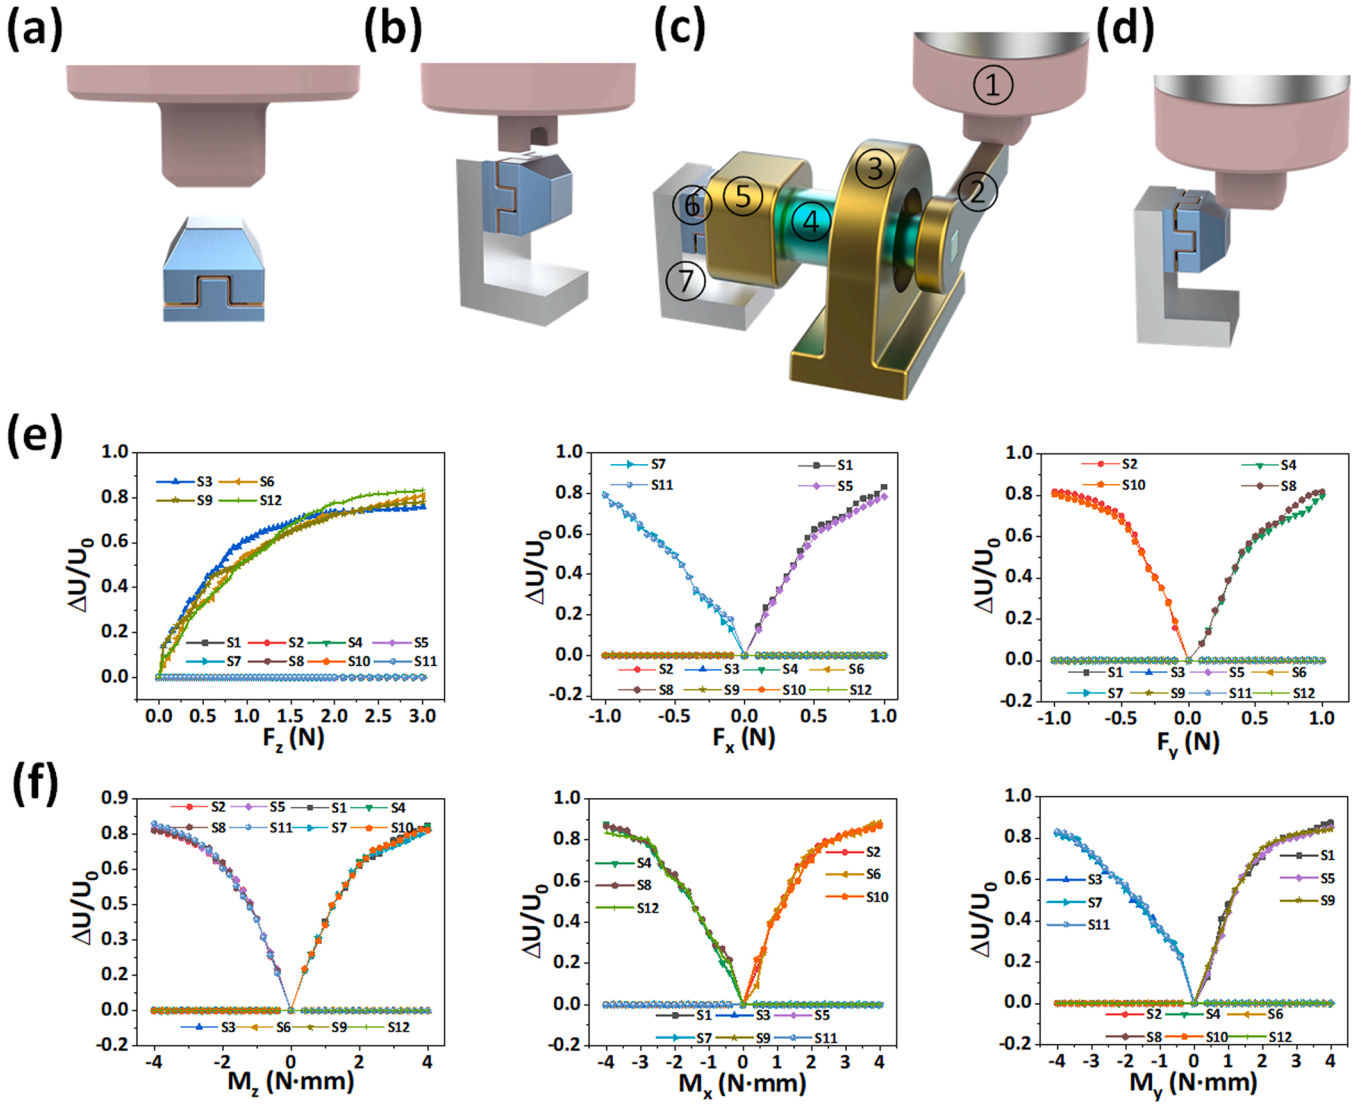 (a)
(b)
(c)
(d)
1
2
3
4
5
6
7
(e)
1.0
0.8
0.6
0.4
0.2
0.0
ΔU/U0
S3 S6
S9 S12
S1 S2 S4 S5
S7 S8 S10 S11
0.0 0.5 1.0 1.5 2.0 2.5 3.0
Fz (N)
1.0
0.8
0.6
0.4
0.2
0.0
-0.2
ΔU/U0
S7 S1
S11 S5
S2 S3 S4 S6
S8 S9 S10 S12
-1.0 -0.5 0.0 0.5 1.0
Fx (N)
1.0
0.8
0.6
0.4
0.2
0.0
-0.2
ΔU/U0
S2 S4
S10 S8
S1 S3 S5 S6
S7 S9 S11 S12
-1.0 -0.5 0.0 0.5 1.0
Fy (N)
(f)
0.9
0.8
0.6
0.5
0.3
0.2
0.0
-0.2
ΔU/U0
S2 S5 S1 S4
S8 S11 S7 S10
S3 S6 S9 S12
-4 -2 0 2 4
Mz (N·mm)
1.0
0.8
0.6
0.4
0.2
0.0
-0.2
ΔU/U0
S4 S2
S8 S6
S12 S10
S1 S3 S5
S7 S9 S11
-4 -3 -2 -1 0 1 2 3 4
Mx (N·mm)
1.0
0.8
0.6
0.4
0.2
0.0
-0.2
ΔU/U0
S3 S1
S7 S5
S11 S9
S2 S4 S6
S8 S10 S12
-4 -3 -2 -1 0 1 2 3 4
My (N·mm)